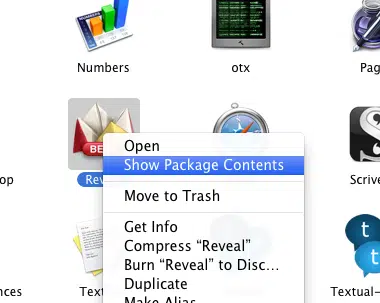 Numbers
otx
Pag
BE
Rev
Open
Show Package Contents
Move to Trash
Get Info
Compress “Reveal”
Burn “Reveal” to Disc…
Duplicate
Make Alias
op
S
Scrive
nces
Text
t
t
Textual-